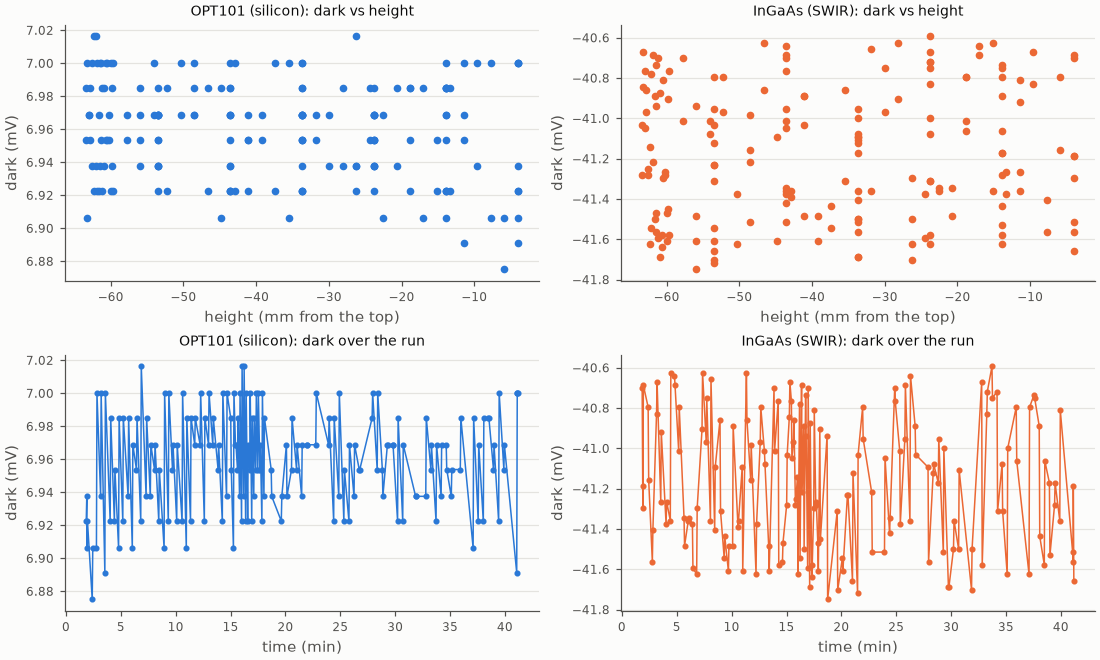 OPT101 (silicon): dark vs height
dark (mV)
7.02
7.00
6.98
6.96
6.94
6.92
6.90
6.88
−60 −50 −40 −30 −20 −10
height (mm from the top)
InGaAs (SWIR): dark vs height
dark (mV)
−40.6
−40.8
−41.0
−41.2
−41.4
−41.6
−41.8
−60 −50 −40 −30 −20 −10
height (mm from the top)
OPT101 (silicon): dark over the run
dark (mV)
7.02
7.00
6.98
6.96
6.94
6.92
6.90
6.88
0 5 10 15 20 25 30 35 40
time (min)
InGaAs (SWIR): dark over the run
dark (mV)
−40.6
−40.8
−41.0
−41.2
−41.4
−41.6
−41.8
0 5 10 15 20 25 30 35 40
time (min)